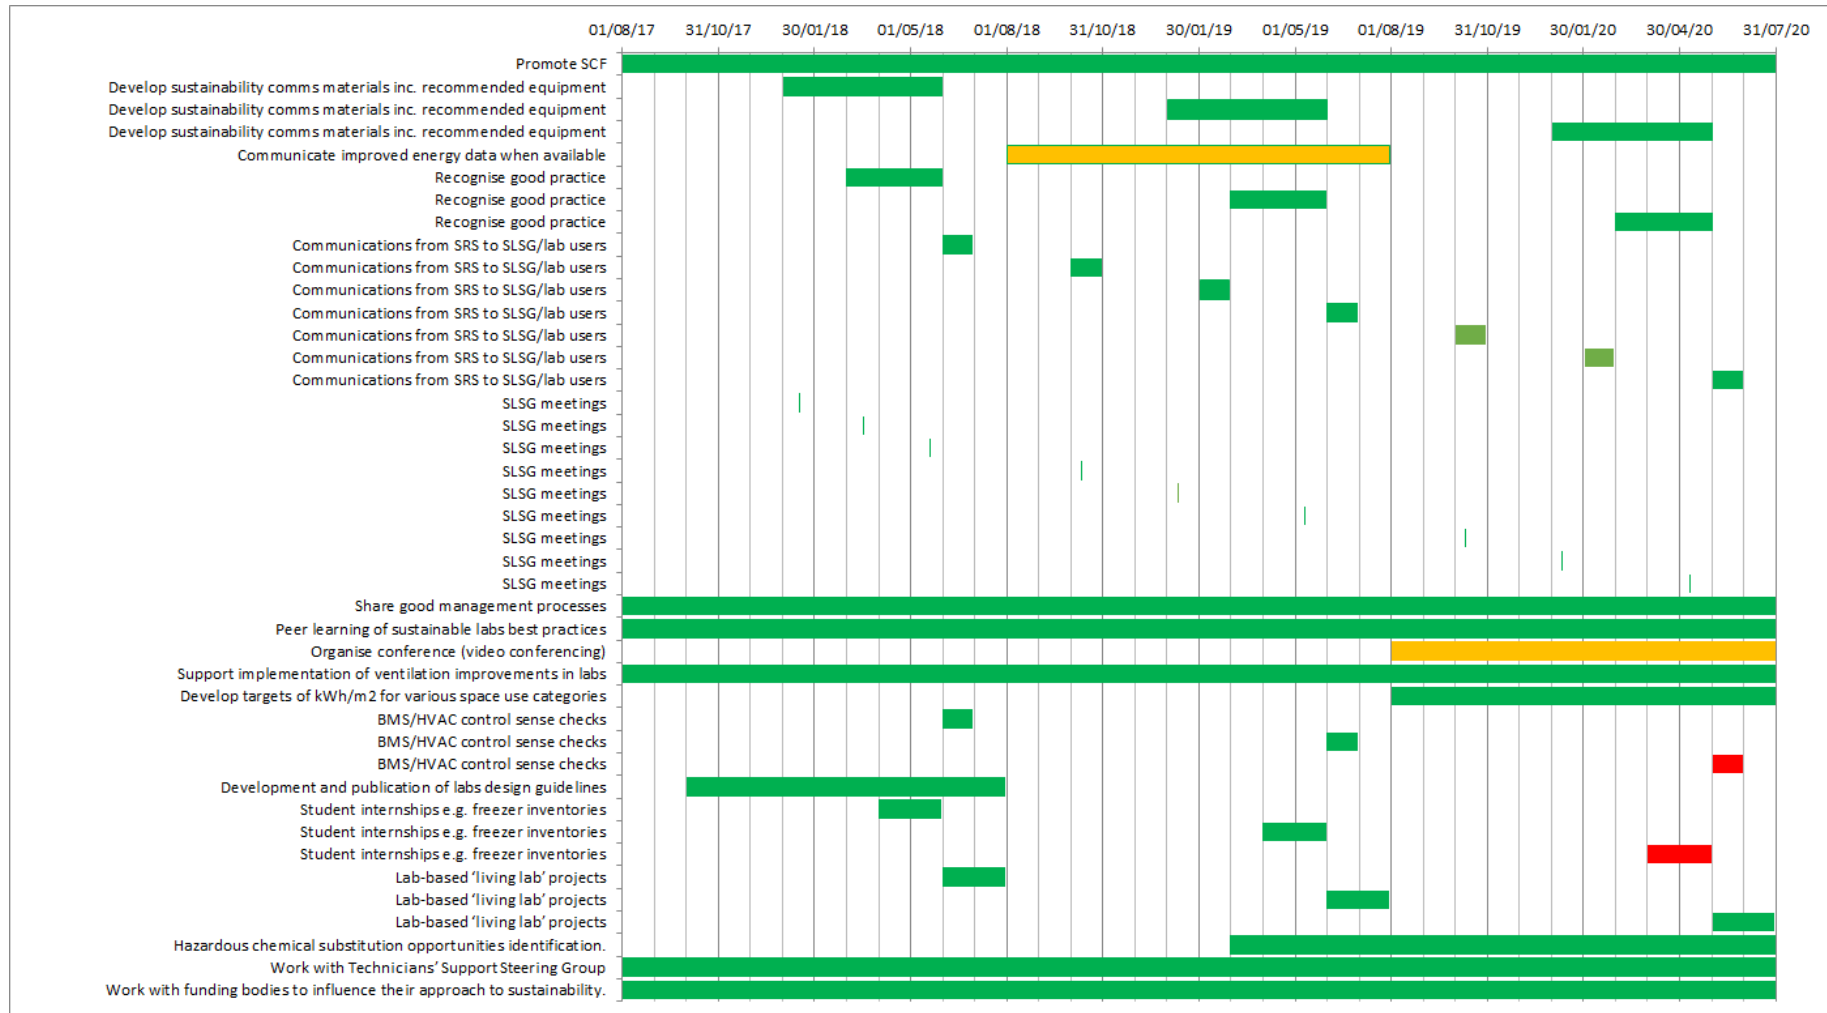 01/08/17 31/10/17 30/01/18 01/05/18 01/08/18 31/10/18 30/01/19 01/05/19 01/08/19 31/10/19 30/01/20 30/04/20 31/07/20
Promote SCF
Develop sustainability comms materials inc. recommended equipment
Develop sustainability comms materials inc. recommended equipment
Develop sustainability comms materials inc. recommended equipment
Communicate improved energy data when available
Recognise good practice
Recognise good practice
Recognise good practice
Communications from SRS to SLSG/lab users
Communications from SRS to SLSG/lab users
Communications from SRS to SLSG/lab users
Communications from SRS to SLSG/lab users
Communications from SRS to SLSG/lab users
Communications from SRS to SLSG/lab users
Communications from SRS to SLSG/lab users
SLSG meetings
SLSG meetings
SLSG meetings
SLSG meetings
SLSG meetings
SLSG meetings
SLSG meetings
SLSG meetings
SLSG meetings
Share good management processes
Peer learning of sustainable labs best practices
Organise conference (video conferencing)
Support implementation of ventilation improvements in labs
Develop targets of kWh/m2 for various space use categories
BMS/HVAC control sense checks
BMS/HVAC control sense checks
BMS/HVAC control sense checks
Development and publication of labs design guidelines
Student internships e.g. freezer inventories
Student internships e.g. freezer inventories
Student internships e.g. freezer inventories
Lab-based ‘living lab’ projects
Lab-based ‘living lab’ projects
Lab-based ‘living lab’ projects
Hazardous chemical substitution opportunities identification.
Work with Technicians’ Support Steering Group
Work with funding bodies to influence their approach to sustainability.